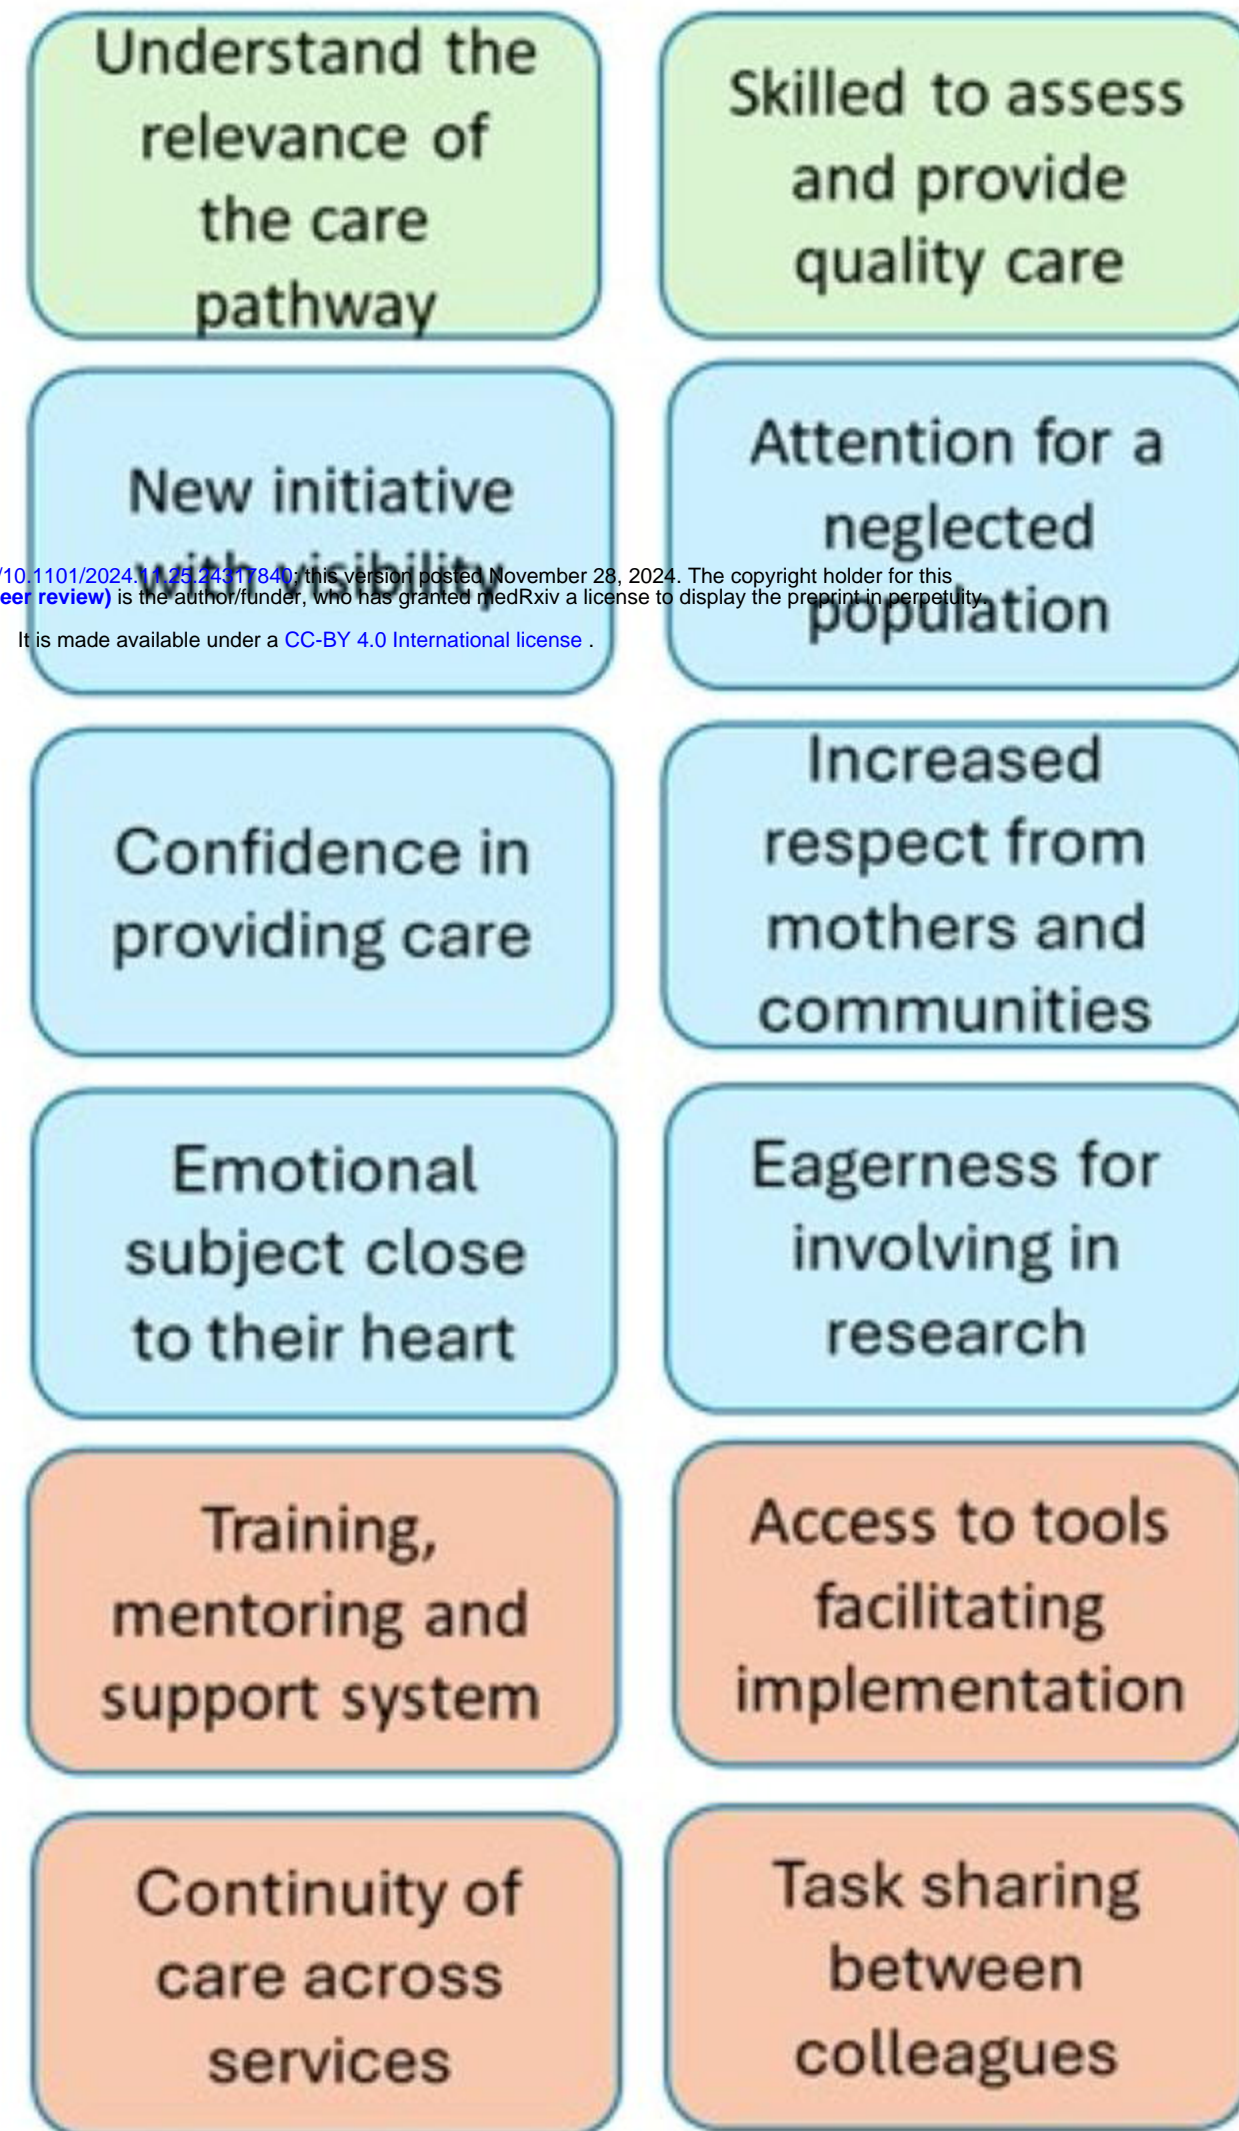 Understand the
relevance of
the care
pathway
Skilled to assess
and provide
quality care
New initiative
with visibility
Attention for a
neglected
population
/10.1101/2024.11.25.24317840; this version posted November 28, 2024. The copyright holder for this
eer review) is the author/funder, who has granted medRxiv a license to display the preprint in perpetuity.
It is made available under a CC-BY 4.0 International license .
Confidence in
providing care
Increased
respect from
mothers and
communities
Emotional
subject close
to their heart
Eagerness for
involving in
research
Training,
mentoring and
support system
Access to tools
facilitating
implementation
Continuity of
care across
services
Task sharing
between
colleagues